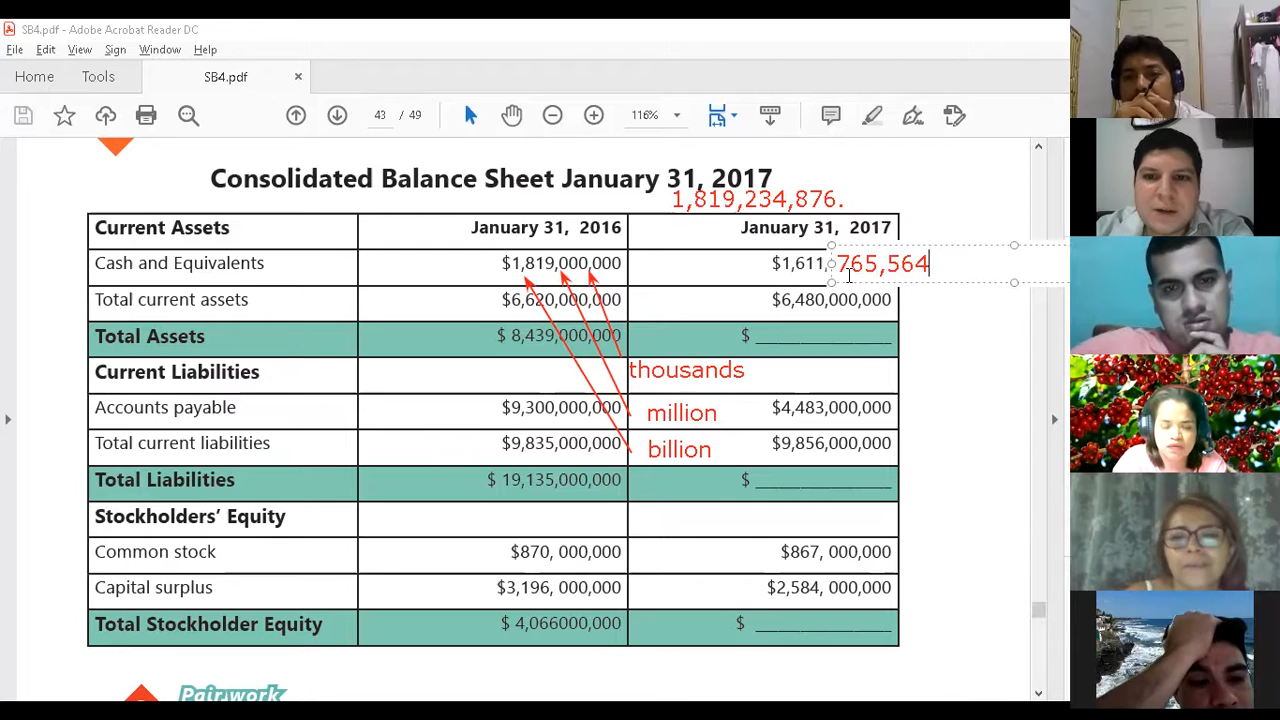 SB4.pdf - Adobe Acrobat Reader DC
File Edit View Sign Window Help
Home Tools SB4.pdf ×
43 / 49 116%
Consolidated Balance Sheet January 31, 2017
1,819,234,876.
Current Assets January 31, 2016 January 31, 2017
Cash and Equivalents $1,819,000,000 $1,611, 765,564
Total current assets $6,620,000,000 $6,480,000,000
Total Assets $ 8,439,000,000 $ _______________
Current Liabilities thousands
Accounts payable $9,300,000,000 million $4,483,000,000
Total current liabilities $9,835,000,000 billion $9,856,000,000
Total Liabilities $ 19,135,000,000 $ _______________
Stockholders’ Equity
Common stock $870, 000,000 $867, 000,000
Capital surplus $3,196, 000,000 $2,584, 000,000
Total Stockholder Equity $ 4,066000,000 $ _______________
Pair work